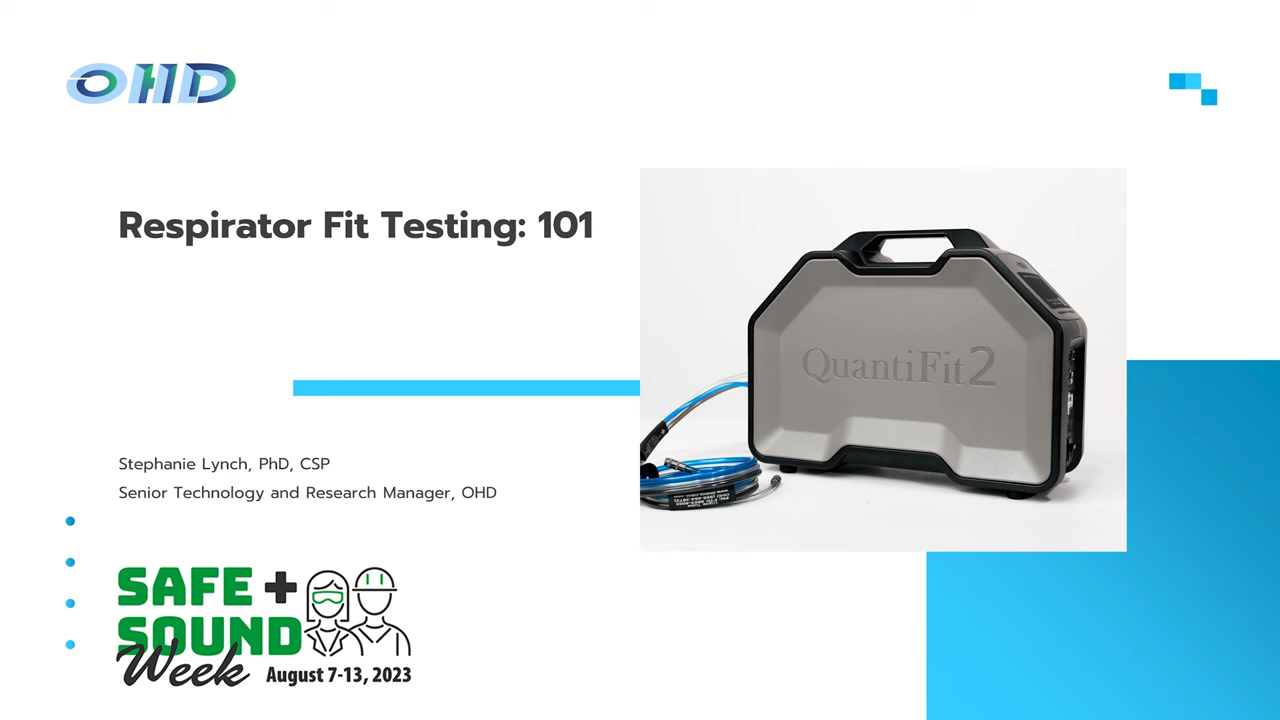 OHD
Respirator Fit Testing: 101
QuantiFit2
Stephanie Lynch, PhD, CSP
Senior Technology and Research Manager, OHD
SAFE +
SOUND
Week
August 7-13, 2023